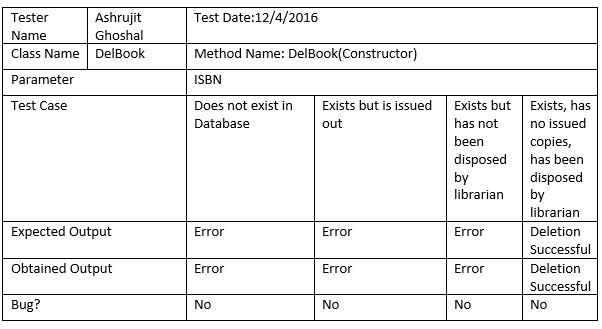 Tester Name Ashrujit Ghoshal Test Date:12/4/2016
Class Name DelBook Method Name: DelBook(Constructor)
Parameter ISBN
Test Case Does not exist in Database Exists but is issued out Exists but has not been disposed by librarian Exists, has no issued copies, has been disposed by librarian
Expected Output Error Error Error Deletion Successful
Obtained Output Error Error Error Deletion Successful
Bug? No No No No